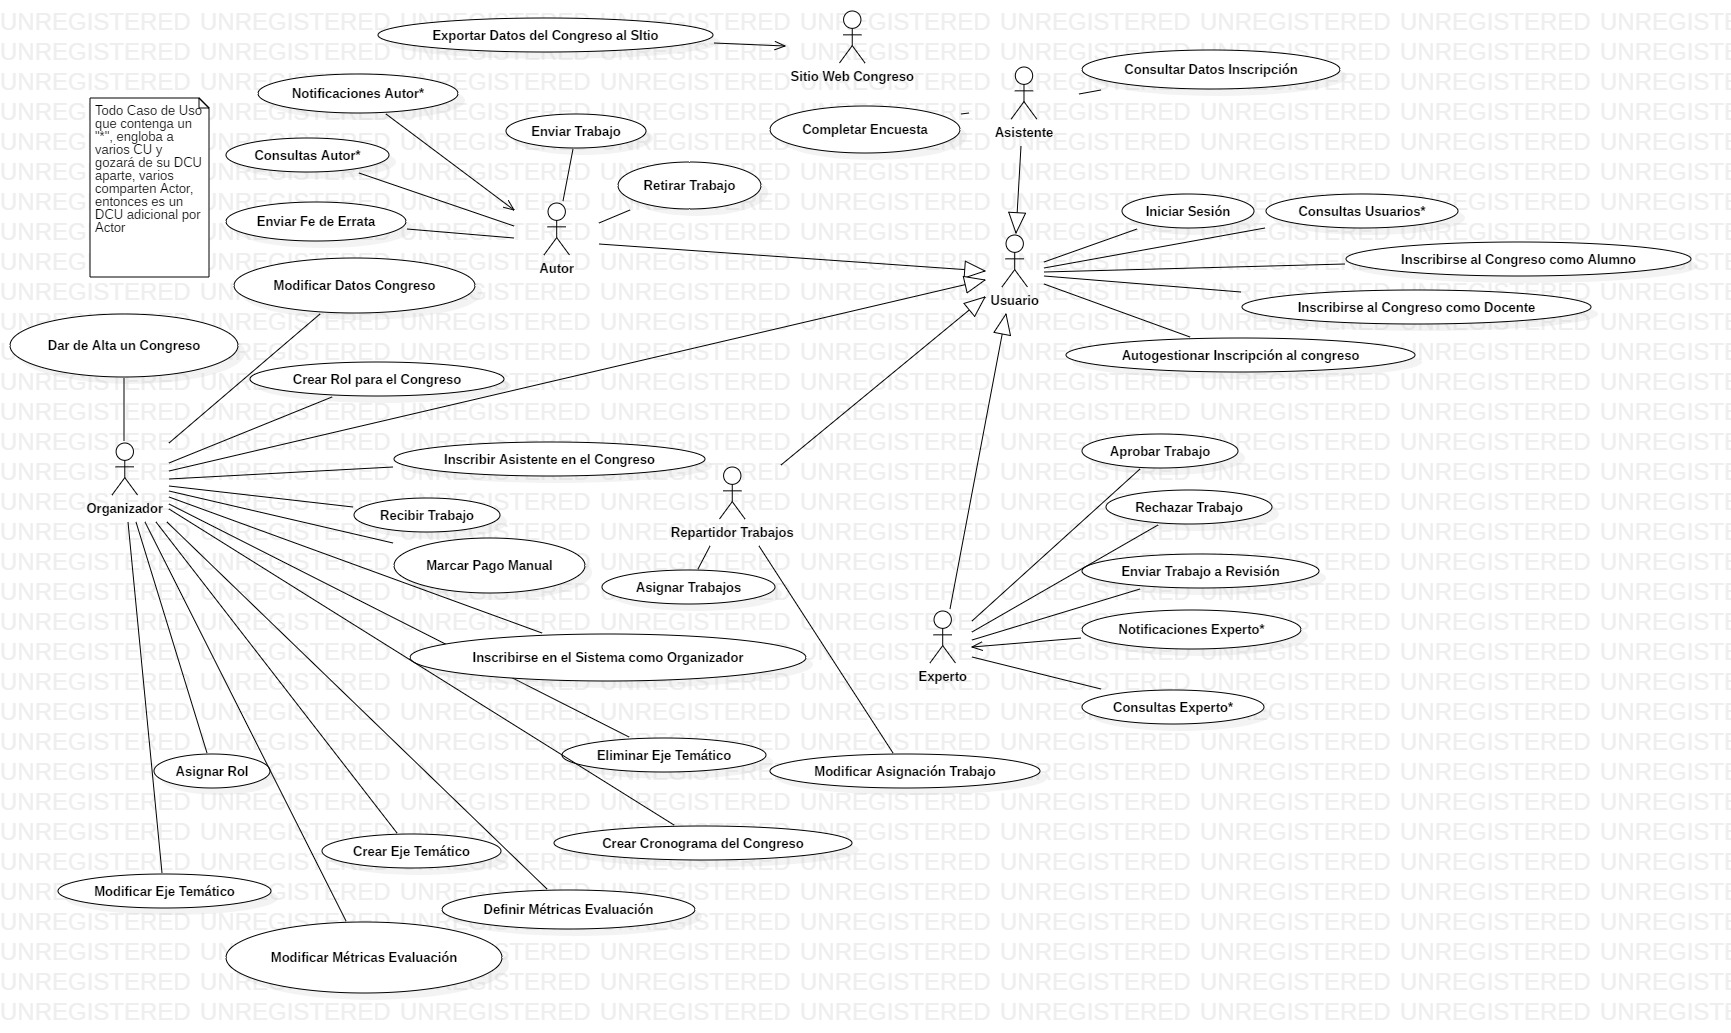 Exportar Datos del Congreso al SItio
Sitio Web Congreso
Consultar Datos Inscripción
Notificaciones Autor*
Todo Caso de Uso
que contenga un
"*", engloba a
varios CU y
gozará de su DCU
aparte, varios
comparten Actor,
entonces es un
DCU adicional por
Actor
Enviar Trabajo
Completar Encuesta
Asistente
Consultas Autor*
Retirar Trabajo
Enviar Fe de Errata
Iniciar Sesión
Consultas Usuarios*
Autor
Inscribirse al Congreso como Alumno
Modificar Datos Congreso
Usuario
Inscribirse al Congreso como Docente
Dar de Alta un Congreso
Autogestionar Inscripción al congreso
Crear Rol para el Congreso
Aprobar Trabajo
Inscribir Asistente en el Congreso
Organizador
Recibir Trabajo
Rechazar Trabajo
Repartidor Trabajos
Marcar Pago Manual
Enviar Trabajo a Revisión
Asignar Trabajos
Notificaciones Experto*
Inscribirse en el Sistema como Organizador
Experto
Consultas Experto*
Eliminar Eje Temático
Asignar Rol
Modificar Asignación Trabajo
Crear Eje Temático
Crear Cronograma del Congreso
Modificar Eje Temático
Definir Métricas Evaluación
Modificar Métricas Evaluación
UNREGISTERED